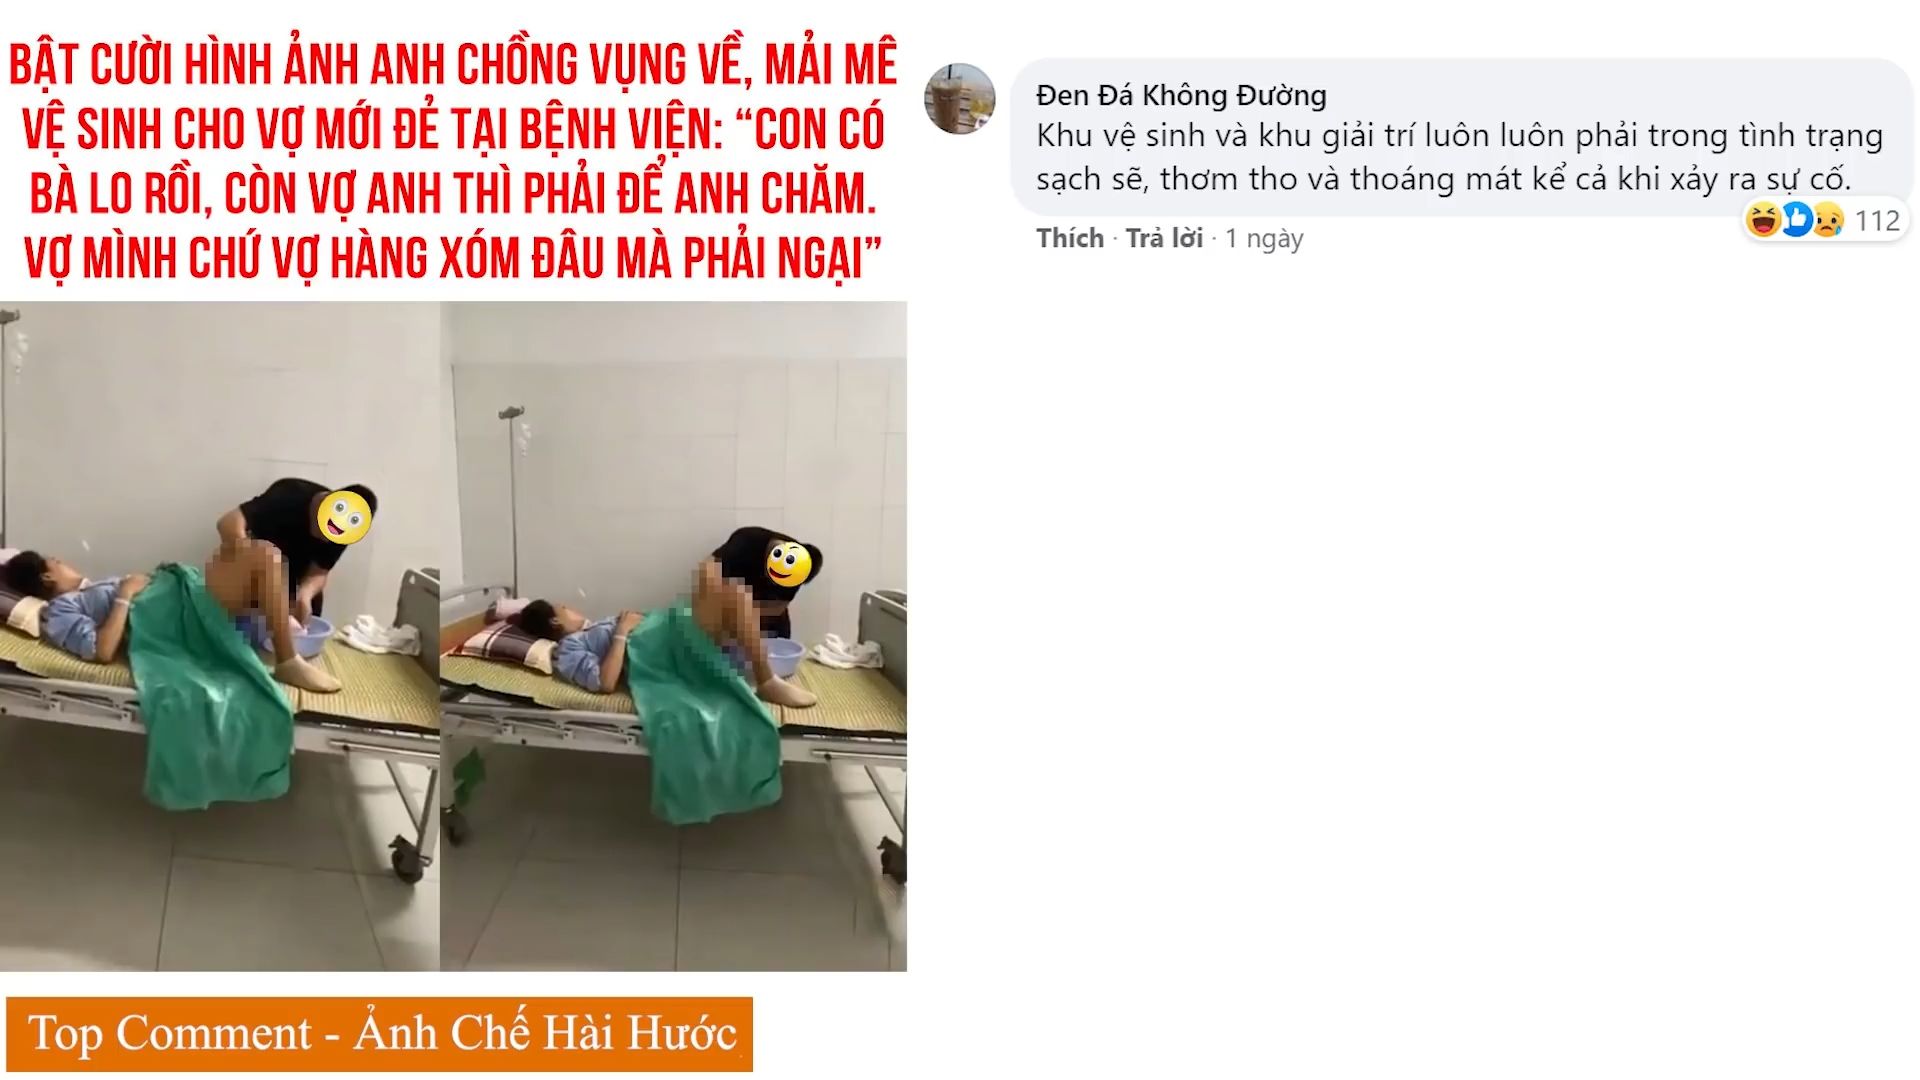 BẬT CƯỜI HÌNH ẢNH ANH CHỒNG VỤNG VỀ, MẢI MÊ
VỆ SINH CHO VỢ MỚI ĐẺ TẠI BỆNH VIỆN: “CON CÓ
BÀ LO RỒI, CÒN VỢ ANH THÌ PHẢI ĐỂ ANH CHĂM.
VỢ MÌNH CHỨ VỢ HÀNG XÓM ĐÂU MÀ PHẢI NGẠI”
Đen Đá Không Đường
Khu vệ sinh và khu giải trí luôn luôn phải trong tình trạng
sạch sẽ, thơm tho và thoáng mát kể cả khi xảy ra sự cố.
112
Thích · Trả lời · 1 ngày
Top Comment - Ảnh Chế Hài Hước